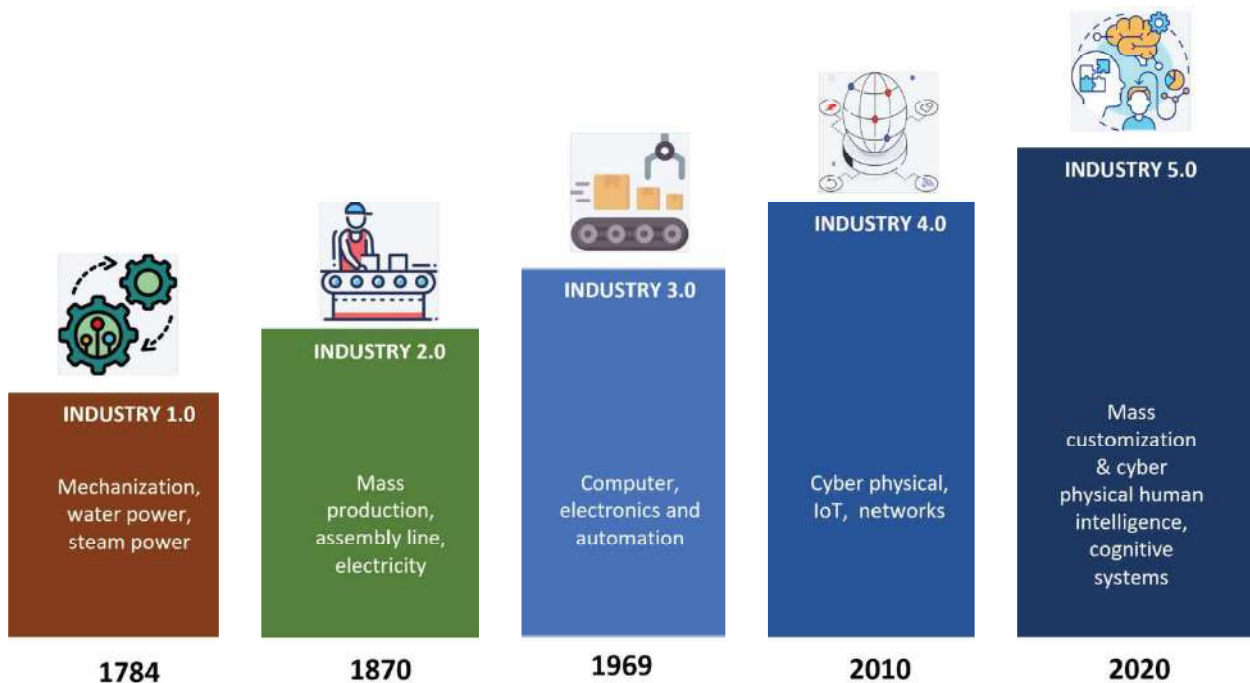 INDUSTRY 1.0
Mechanization,
water power,
steam power
1784
INDUSTRY 2.0
Mass
production,
assembly line,
electricity
1870
INDUSTRY 3.0
Computer,
electronics and
automation
1969
INDUSTRY 4.0
Cyber physical,
IoT, networks
2010
INDUSTRY 5.0
Mass
customization
& cyber
physical human
intelligence,
cognitive
systems
2020